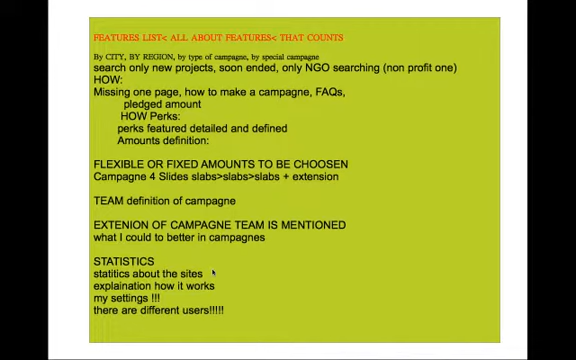 FEATURES LIST< ALL ABOUT FEATURES< THAT COUNTS
By CITY, BY REGION, by type of campagne, by special campagne
search only new projects, soon ended, only NGO searching (non profit one)
HOW:
Missing one page, how to make a campagne, FAQs,
pledged amount
HOW Perks:
perks featured detailed and defined
Amounts definition:
FLEXIBLE OR FIXED AMOUNTS TO BE CHOOSEN
Campagne 4 Slides slabs>slabs>slabs + extension
TEAM definition of campagne
EXTENION OF CAMPAGNE TEAM IS MENTIONED
what I could to better in campagnes
STATISTICS
statitics about the sites
explaination how it works
my settings !!!
there are different users!!!!!